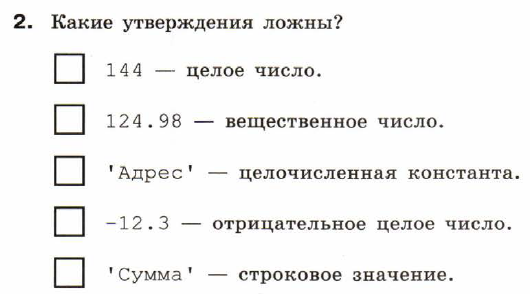 2. Какие утверждения ложны?
144 — целое число.
124.98 — вещественное число.
'Адрес' — целочисленная константа.
-12.3 — отрицательное целое число.
'Сумма' — строковое значение.